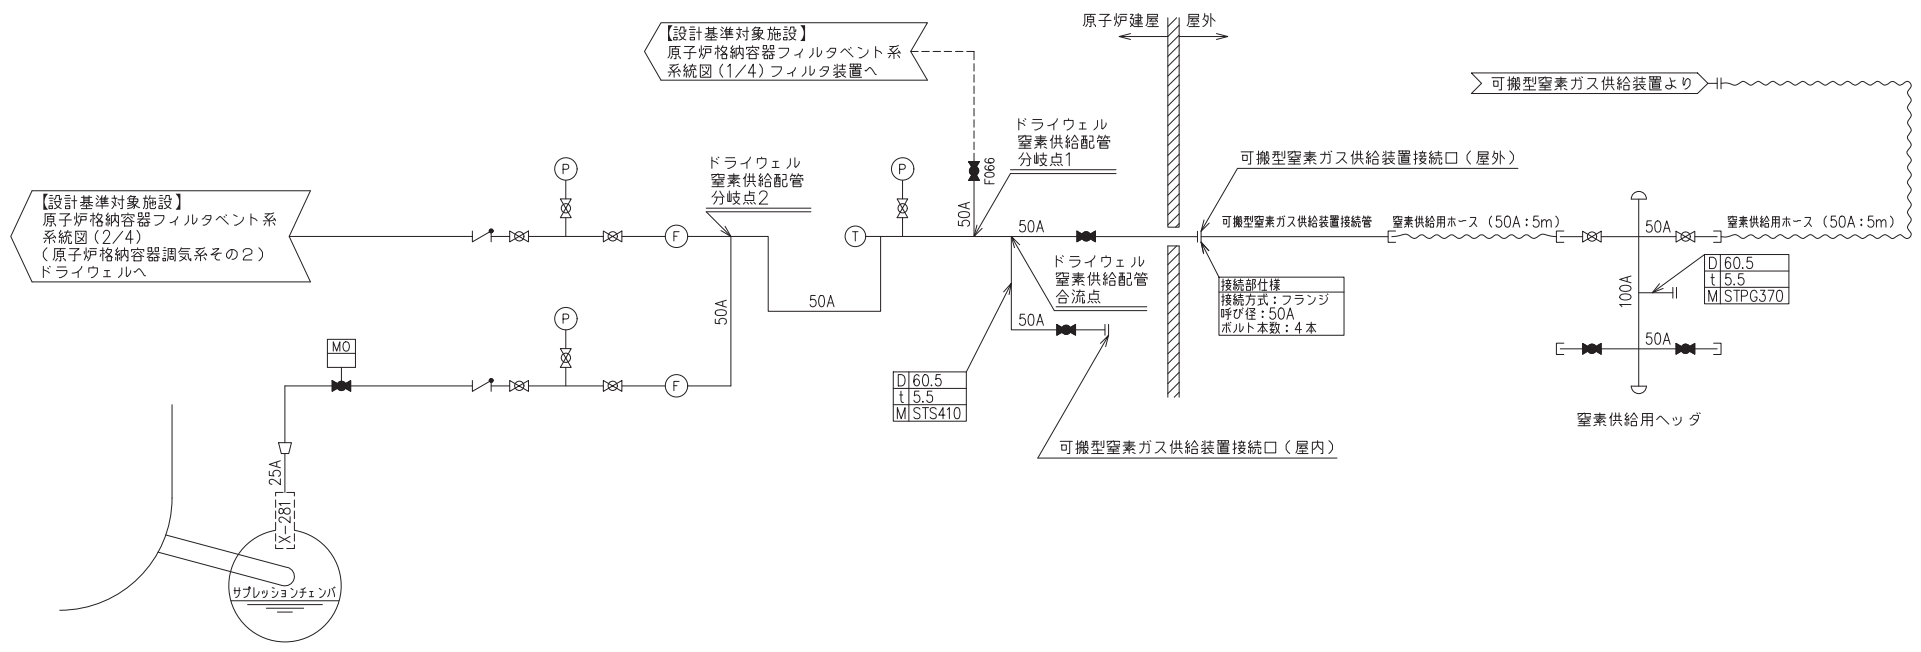 【設計基準対象施設】
原子炉格納容器フィルタベント系
系統図(1/4)フィルタ装置へ
原子炉建屋
屋外
可搬型窒素ガス供給装置より
ドライウェル
窒素供給配管
分岐点1
F066
50A
P
可搬型窒素ガス供給装置接続口(屋外)
ドライウェル
窒素供給配管
分岐点2
P
【設計基準対象施設】
原子炉格納容器フィルタベント系
系統図(2/4)
(原子炉格納容器調気系その2)
ドライウェルへ
F
T
50A
可搬型窒素ガス供給装置接続管
窒素供給用ホース(50A:5m)
50A
窒素供給用ホース(50A:5m)
ドライウェル
窒素供給配管
合流点
50A
50A
50A
接続部仕様
接続方式:フランジ
呼び径:50A
ボルト本数:4本
100A
D 60.5
t 5.5
M STPG370
50A
P
MO
F
D 60.5
t 5.5
M STS410
窒素供給用ヘッダ
可搬型窒素ガス供給装置接続口(屋内)
25A
X-281
サプレッションチェンバ